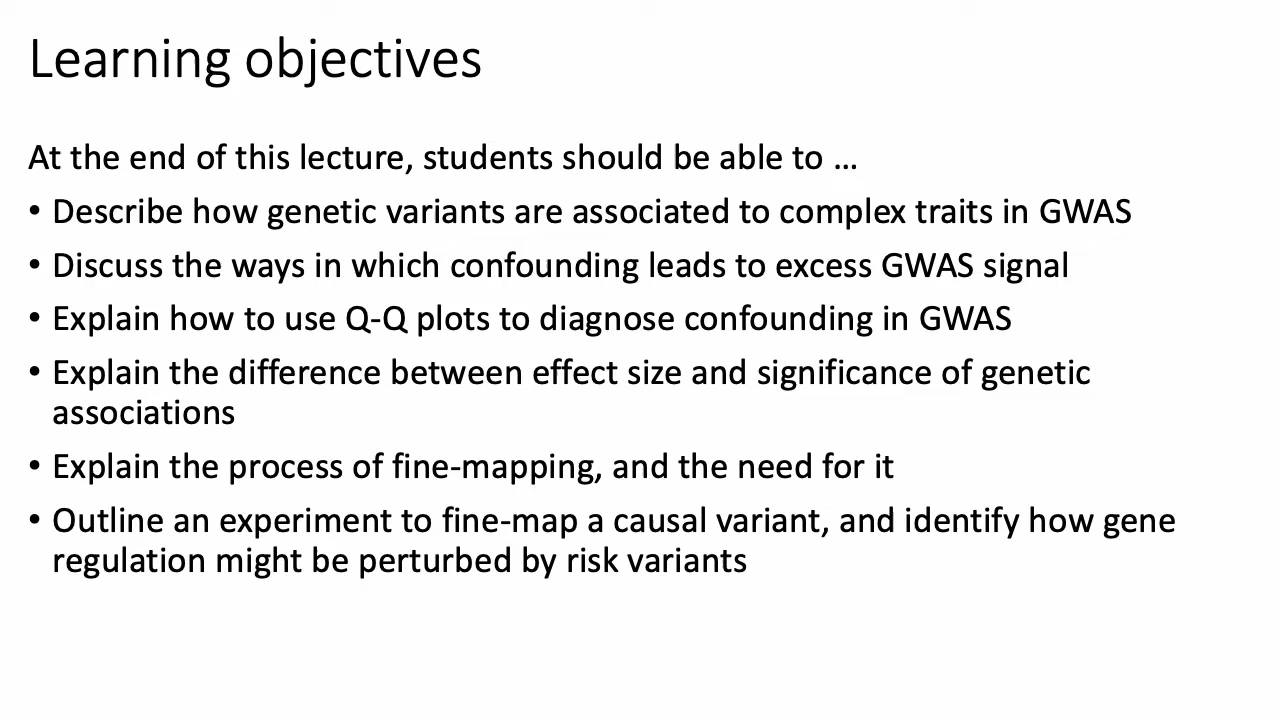 Learning objectives
At the end of this lecture, students should be able to …
• Describe how genetic variants are associated to complex traits in GWAS
• Discuss the ways in which confounding leads to excess GWAS signal
• Explain how to use Q-Q plots to diagnose confounding in GWAS
• Explain the difference between effect size and significance of genetic
associations
• Explain the process of fine-mapping, and the need for it
• Outline an experiment to fine-map a causal variant, and identify how gene
regulation might be perturbed by risk variants